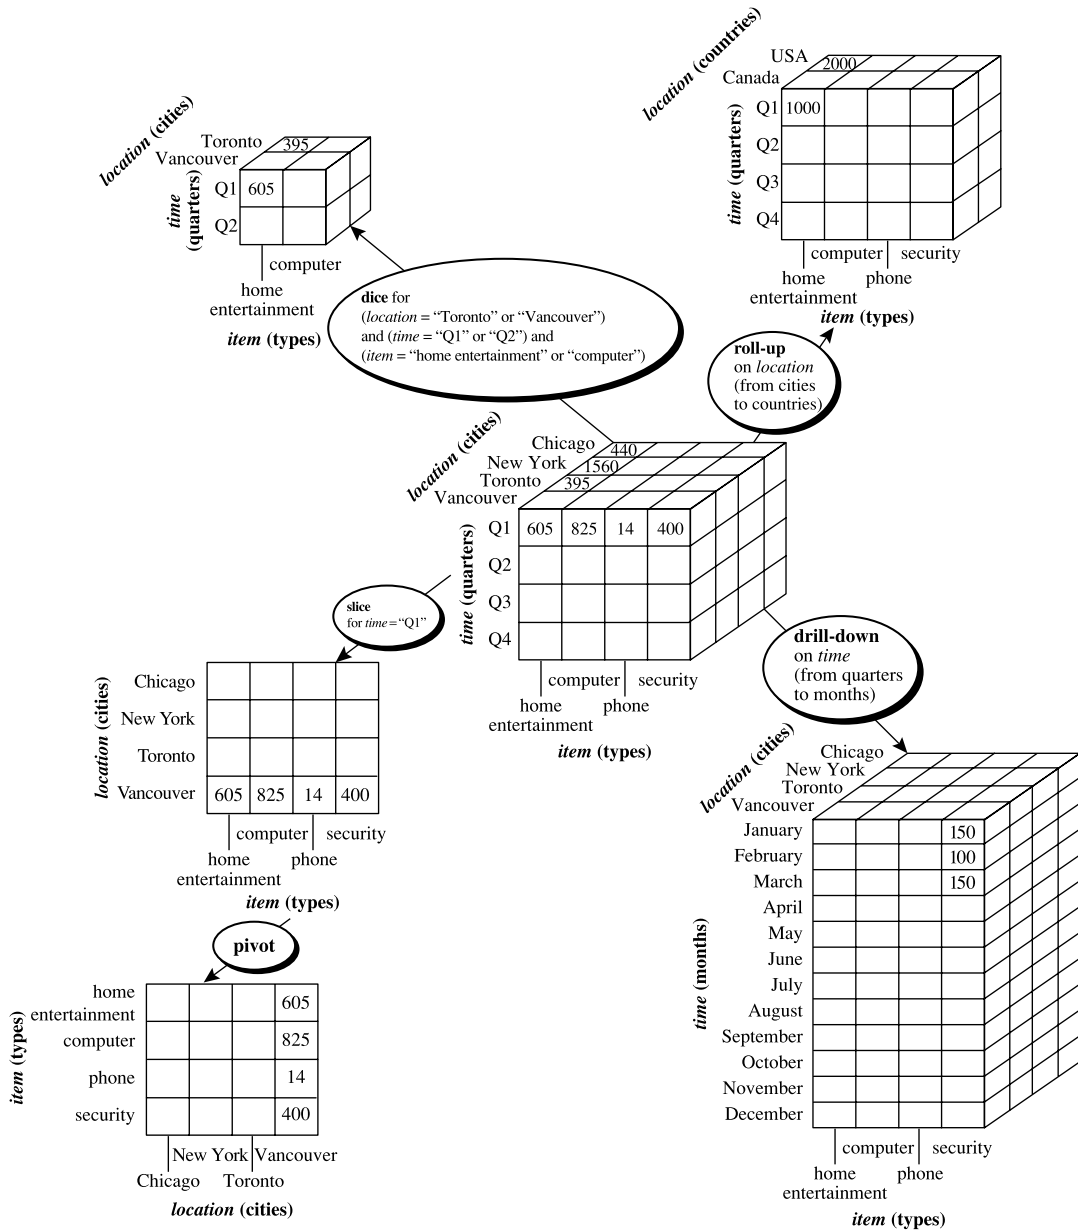 location (cities)
Toronto
Vancouver
395
time
(quarters)
Q1
605
Q2
computer
home
entertainment
item (types)
location (countries)
USA
Canada
2000
time (quarters)
Q1
1000
Q2
Q3
Q4
computer
security
home
entertainment
phone
item (types)
dice for
(location = “Toronto” or “Vancouver”)
and (time = “Q1” or “Q2”) and
(item = “home entertainment” or “computer”)
roll-up
on location
(from cities
to countries)
location (cities)
Chicago
New York
Toronto
Vancouver
440
1560
395
time (quarters)
Q1
605 825 14 400
Q2
Q3
Q4
computer
security
home
entertainment
phone
item (types)
slice
for time = “Q1”
location (cities)
Chicago
New York
Toronto
Vancouver
605 825 14 400
computer
security
home
entertainment
phone
item (types)
drill-down
on time
(from quarters
to months)
location (cities)
Chicago
New York
Toronto
Vancouver
time (months)
January 150
February 100
March 150
April
May
June
July
August
September
October
November
December
computer
security
home
entertainment
phone
item (types)
pivot
item (types)
home
entertainment
605
computer 825
phone 14
security 400
New York Vancouver
Chicago Toronto
location (cities)